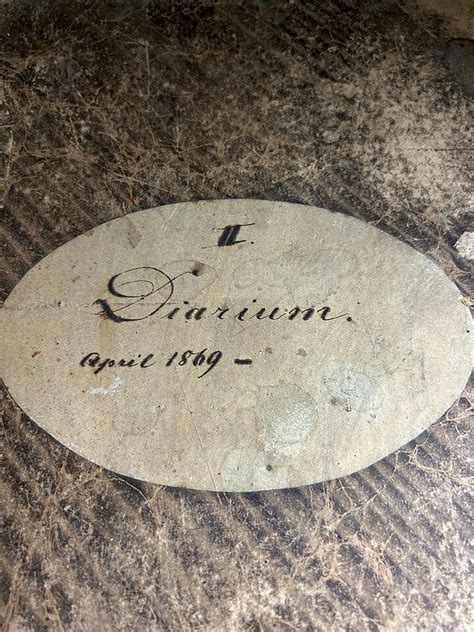 II.
Diarium.
April 1869 –